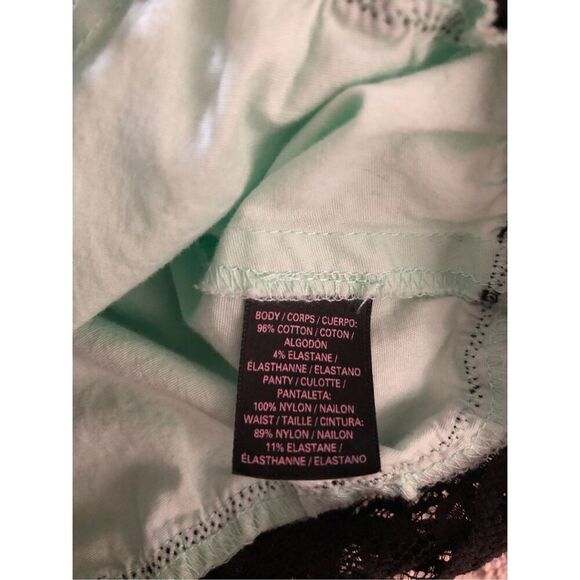 BODY / CORPS / CUERPO:
96% COTTON / COTON /
ALGODÓN
4% ELASTANE /
ÉLASTHANNE / ELASTANO
PANTY / CULOTTE /
PANTALETA:
100% NYLON / NAILON
WAIST / TAILLE / CINTURA:
89% NYLON / NAILON
11% ELASTANE /
ÉLASTHANNE / ELASTANO